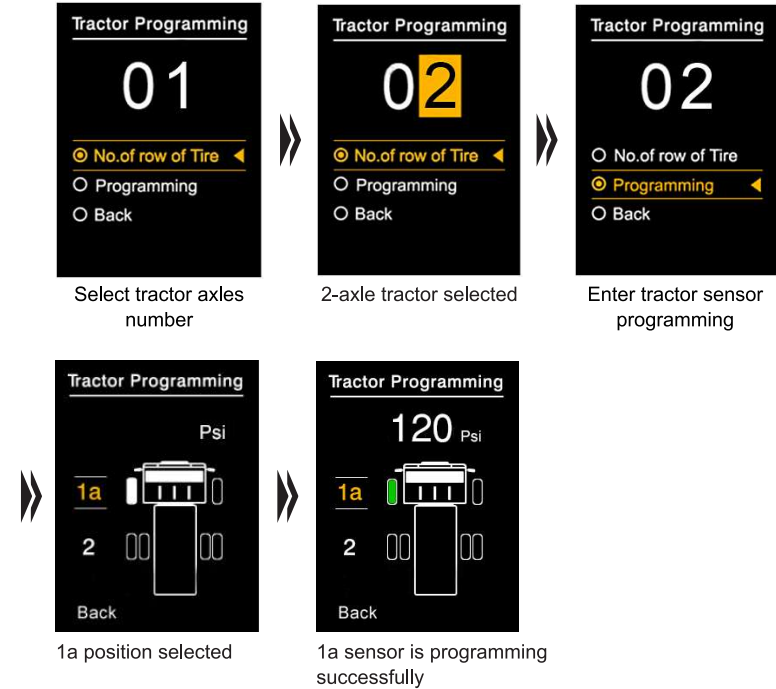 Tractor Programming
01
No.of row of Tire
Programming
Back
Select tractor axles
number
Tractor Programming
02
No.of row of Tire
Programming
Back
2-axle tractor selected
Tractor Programming
02
No.of row of Tire
Programming
Back
Enter tractor sensor
programming
Tractor Programming
Psi
1a
2
Back
1a position selected
Tractor Programming
120 Psi
1a
2
Back
1a sensor is programming
successfully